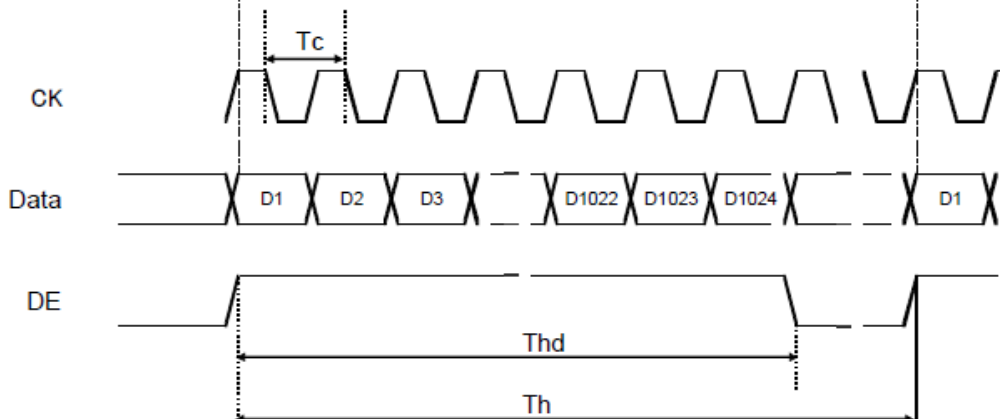 Tc
CK
Data D1 D2 D3 D1022 D1023 D1024 D1
DE
Thd
Th